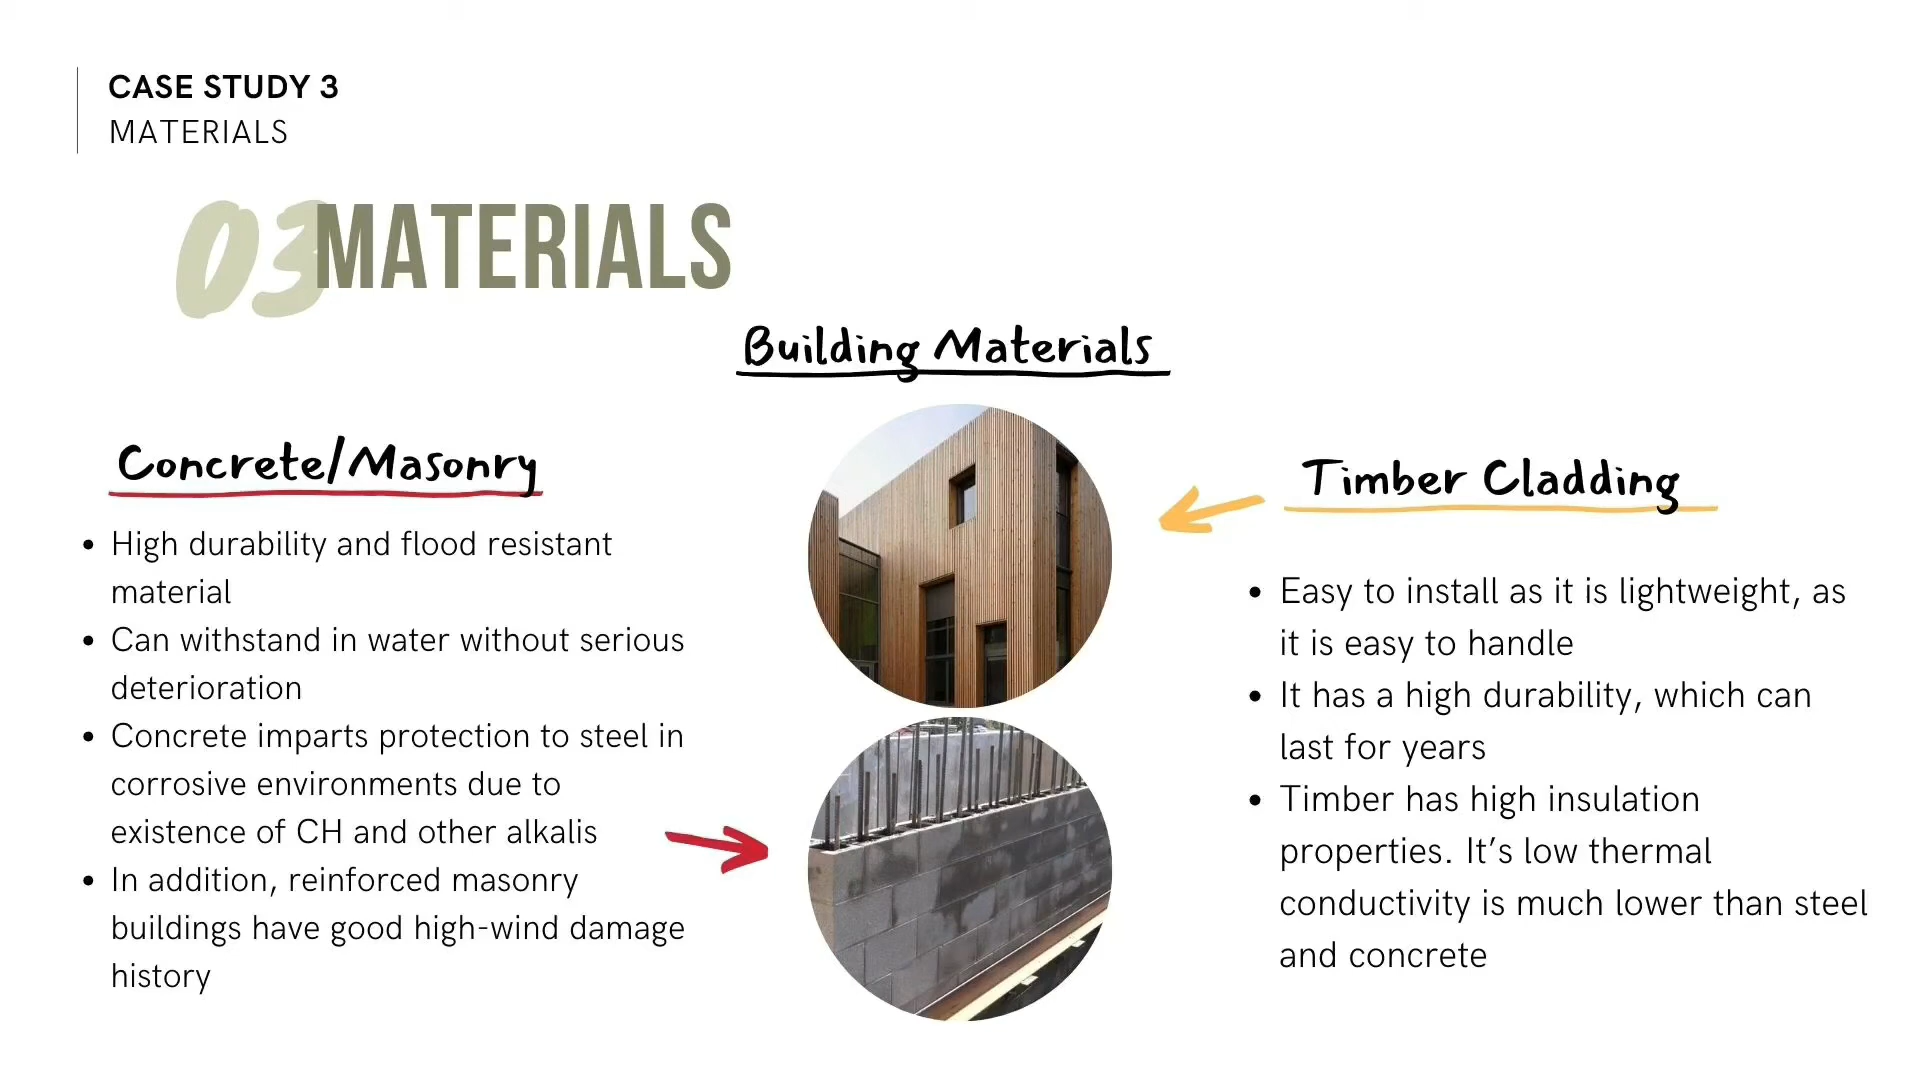 CASE STUDY 3
MATERIALS
03 MATERIALS
Building Materials
Concrete/Masonry
• High durability and flood resistant
material
• Can withstand in water without serious
deterioration
• Concrete imparts protection to steel in
corrosive environments due to
existence of CH and other alkalis
• In addition, reinforced masonry
buildings have good high-wind damage
history
Timber Cladding
• Easy to install as it is lightweight, as
it is easy to handle
• It has a high durability, which can
last for years
• Timber has high insulation
properties. It’s low thermal
conductivity is much lower than steel
and concrete